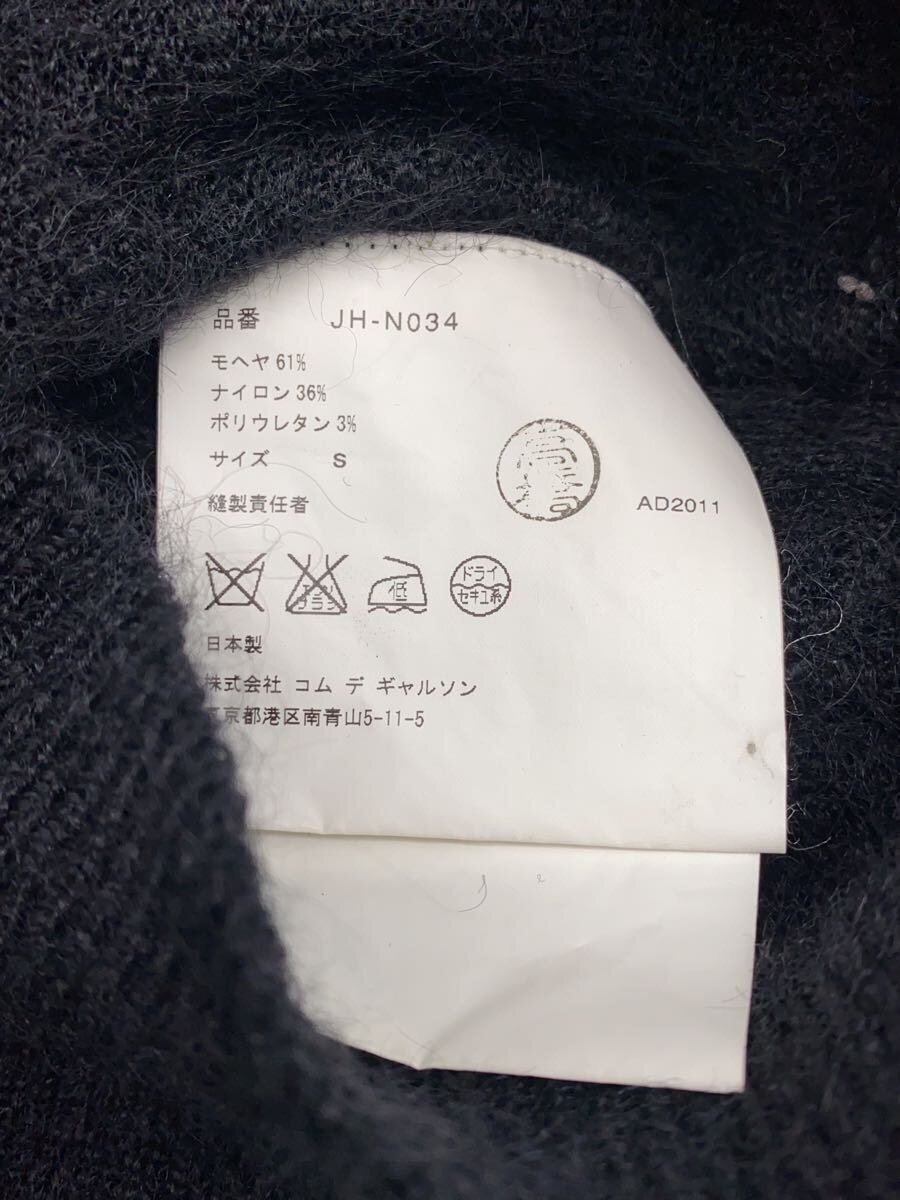 品番 JH-N034
モヘヤ 61%
ナイロン 36%
ポリウレタン 3%
サイズ S
縫製責任者
AD2011
低
ドライ
セキユ系
日本製
株式会社 コム デ ギャルソン
京都港区南青山5-11-5